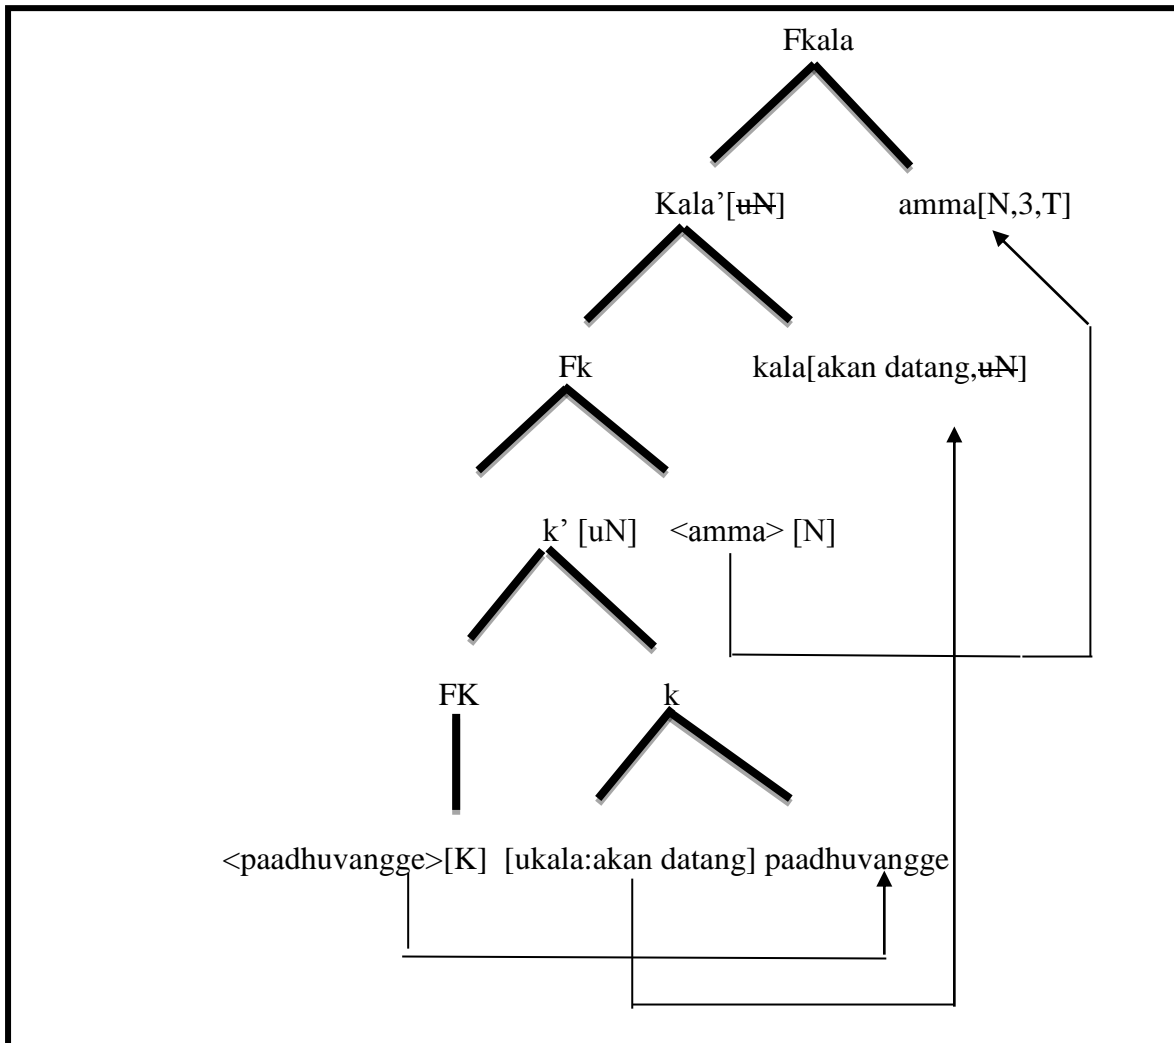 Fkala
Kala’[uN] amma[N,3,T]
Fk kala[akan datang,uN]
k’ [uN] <amma> [N]
FK k
<paadhuvangge>[K] [ukala:akan datang] paadhuvangge